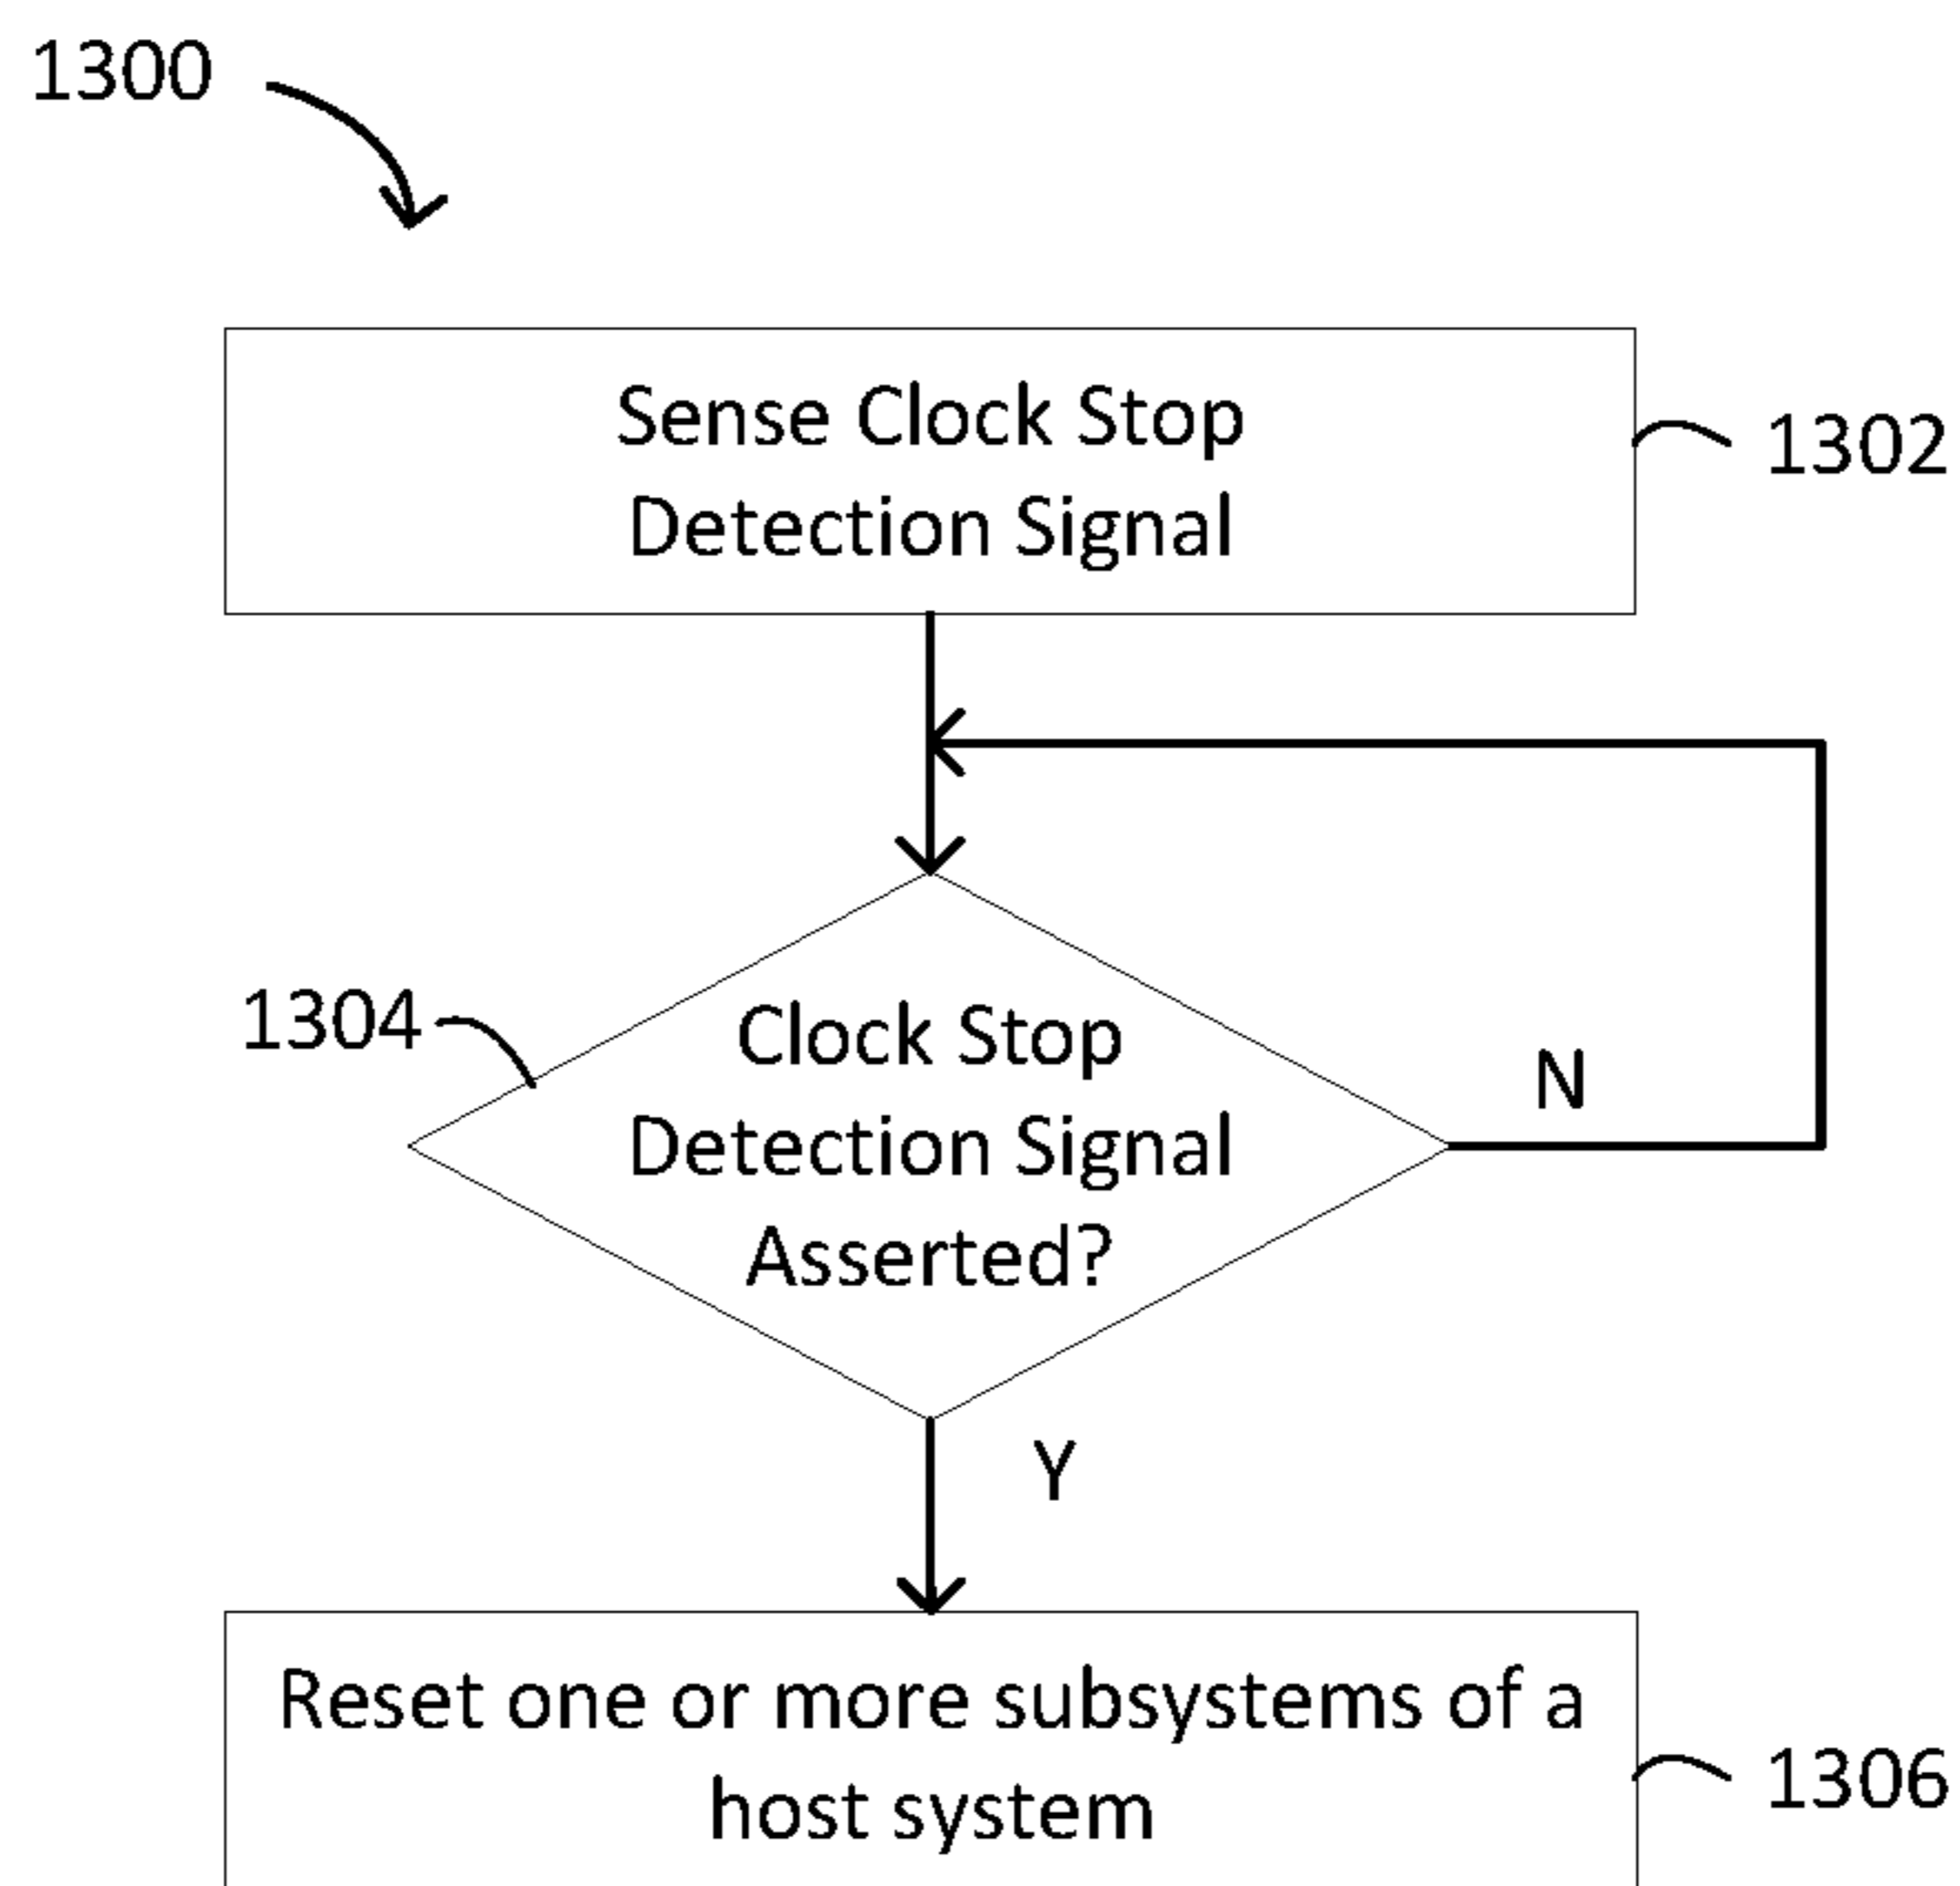 1300
Sense Clock Stop
Detection Signal
1302
1304
Clock Stop
Detection Signal
Asserted?
N
Y
Reset one or more subsystems of a
host system
1306